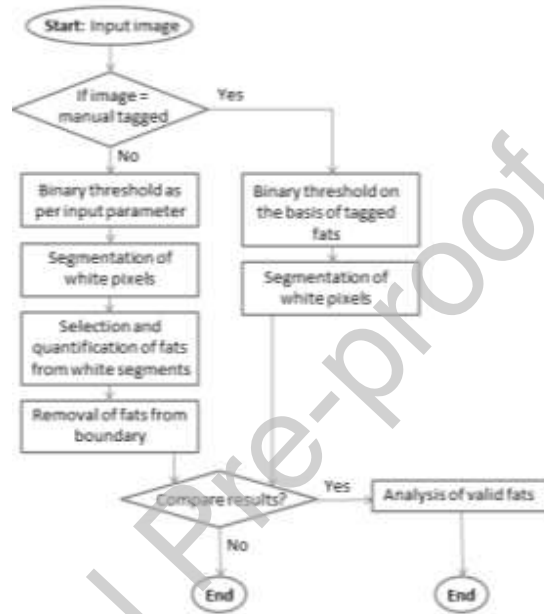 Start: Input image
If image =
manual tagged
Yes
No
Binary threshold as
per input parameter
Binary threshold on
the basis of tagged
fats
Segmentation of
white pixels
Segmentation of
white pixels
Selection and
quantification of fats
from white segments
Removal of fats from
boundary
Compare results?
Yes
Analysis of valid fats
No
End
End
Pre-proof